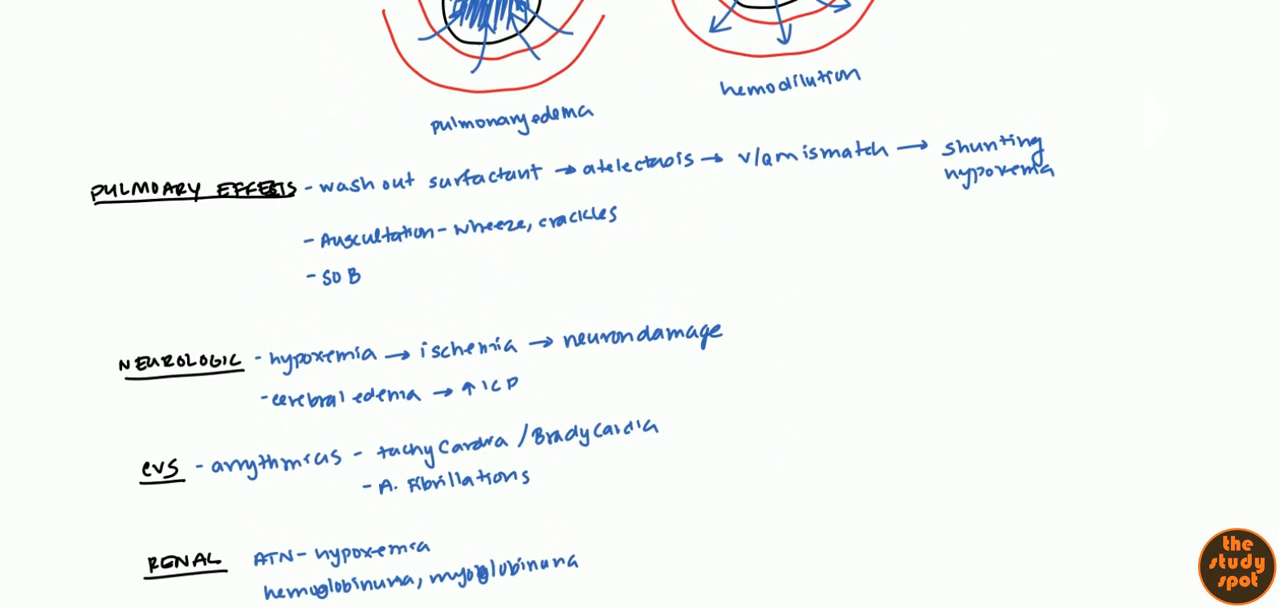 pulmonary edema
hemodilution
PULMOARY EFFECTS - wash out surfactant → atelectasis → V/Q mismatch → shunting
hypoxemia
- Auscultation - wheeze, crackles
- SOB
NEUROLOGIC - hypoxemia → ischemia → neuron damage
- cerebral edema → ↑ ICP
CVS - arrythmias - tachycardia / Bradycardia
- A. Fibrillations
RENAL ATN - hypoxemia
hemoglobinuria, myoglobinuria
the
study
spot